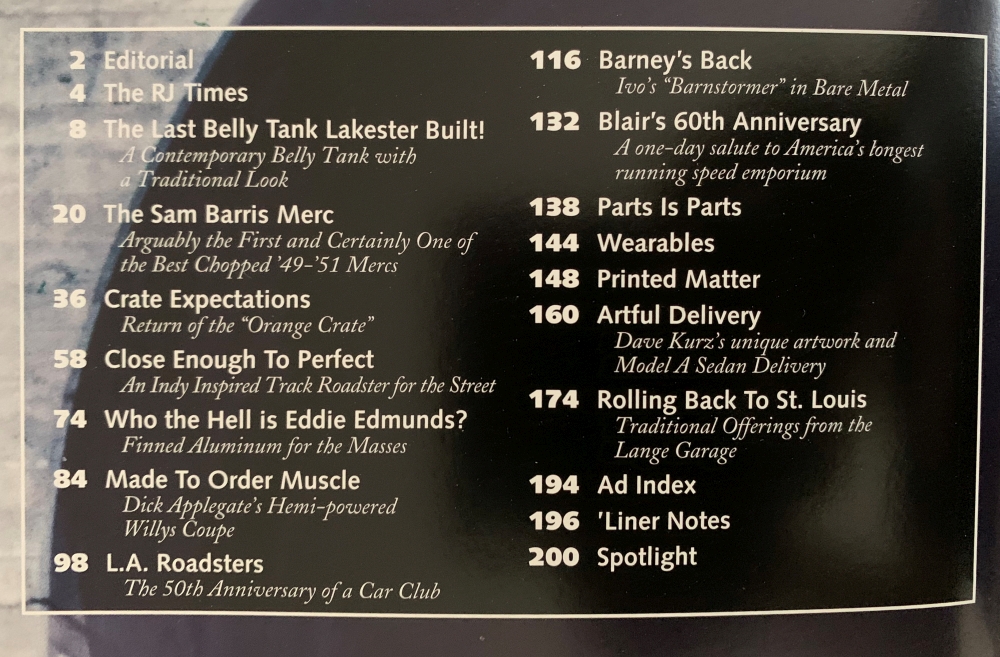 2 Editorial
4 The RJ Times
8 The Last Belly Tank Lakester Built!
A Contemporary Belly Tank with
a Traditional Look
20 The Sam Barris Merc
Arguably the First and Certainly One of
the Best Chopped '49-'51 Mercs
36 Crate Expectations
Return of the “Orange Crate”
58 Close Enough To Perfect
An Indy Inspired Track Roadster for the Street
74 Who the Hell is Eddie Edmunds?
Finned Aluminum for the Masses
84 Made To Order Muscle
Dick Applegate's Hemi-powered
Willys Coupe
98 L.A. Roadsters
The 50th Anniversary of a Car Club
116 Barney's Back
Ivo's “Barnstormer” in Bare Metal
132 Blair's 60th Anniversary
A one-day salute to America's longest
running speed emporium
138 Parts Is Parts
144 Wearables
148 Printed Matter
160 Artful Delivery
Dave Kurz's unique artwork and
Model A Sedan Delivery
174 Rolling Back To St. Louis
Traditional Offerings from the
Lange Garage
194 Ad Index
196 'Liner Notes
200 Spotlight